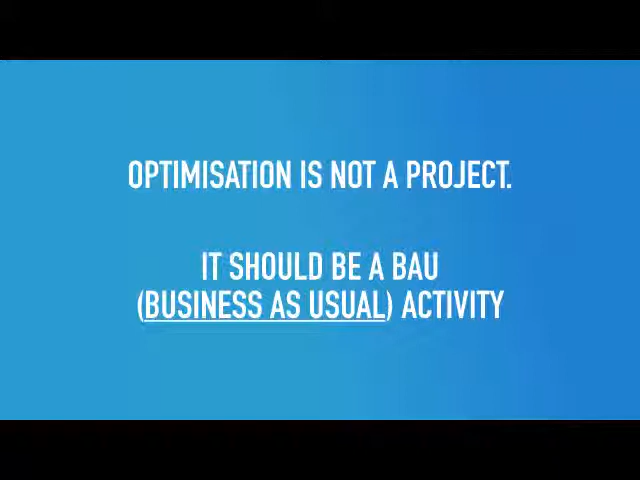 OPTIMISATION IS NOT A PROJECT.
IT SHOULD BE A BAU
(BUSINESS AS USUAL) ACTIVITY